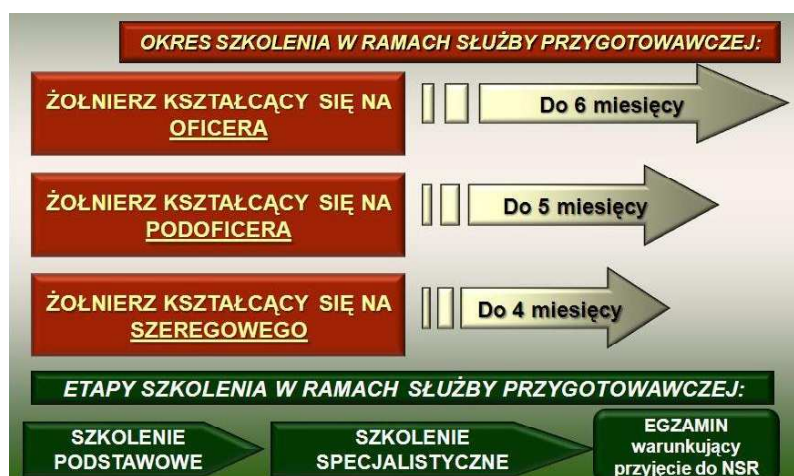 OKRES SZKOLENIA W RAMACH SŁUŻBY PRZYGOTOWAWCZEJ:
ŻOŁNIERZ KSZTAŁCĄCY SIĘ NA
OFICERA
Do 6 miesięcy
ŻOŁNIERZ KSZTAŁCĄCY SIĘ NA
PODOFICERA
Do 5 miesięcy
ŻOŁNIERZ KSZTAŁCĄCY SIĘ NA
SZEREGOWEGO
Do 4 miesięcy
ETAPY SZKOLENIA W RAMACH SŁUŻBY PRZYGOTOWAWCZEJ:
SZKOLENIE
PODSTAWOWE
SZKOLENIE
SPECJALISTYCZNE
EGZAMIN
warunkujący
przyjęcie do NSR